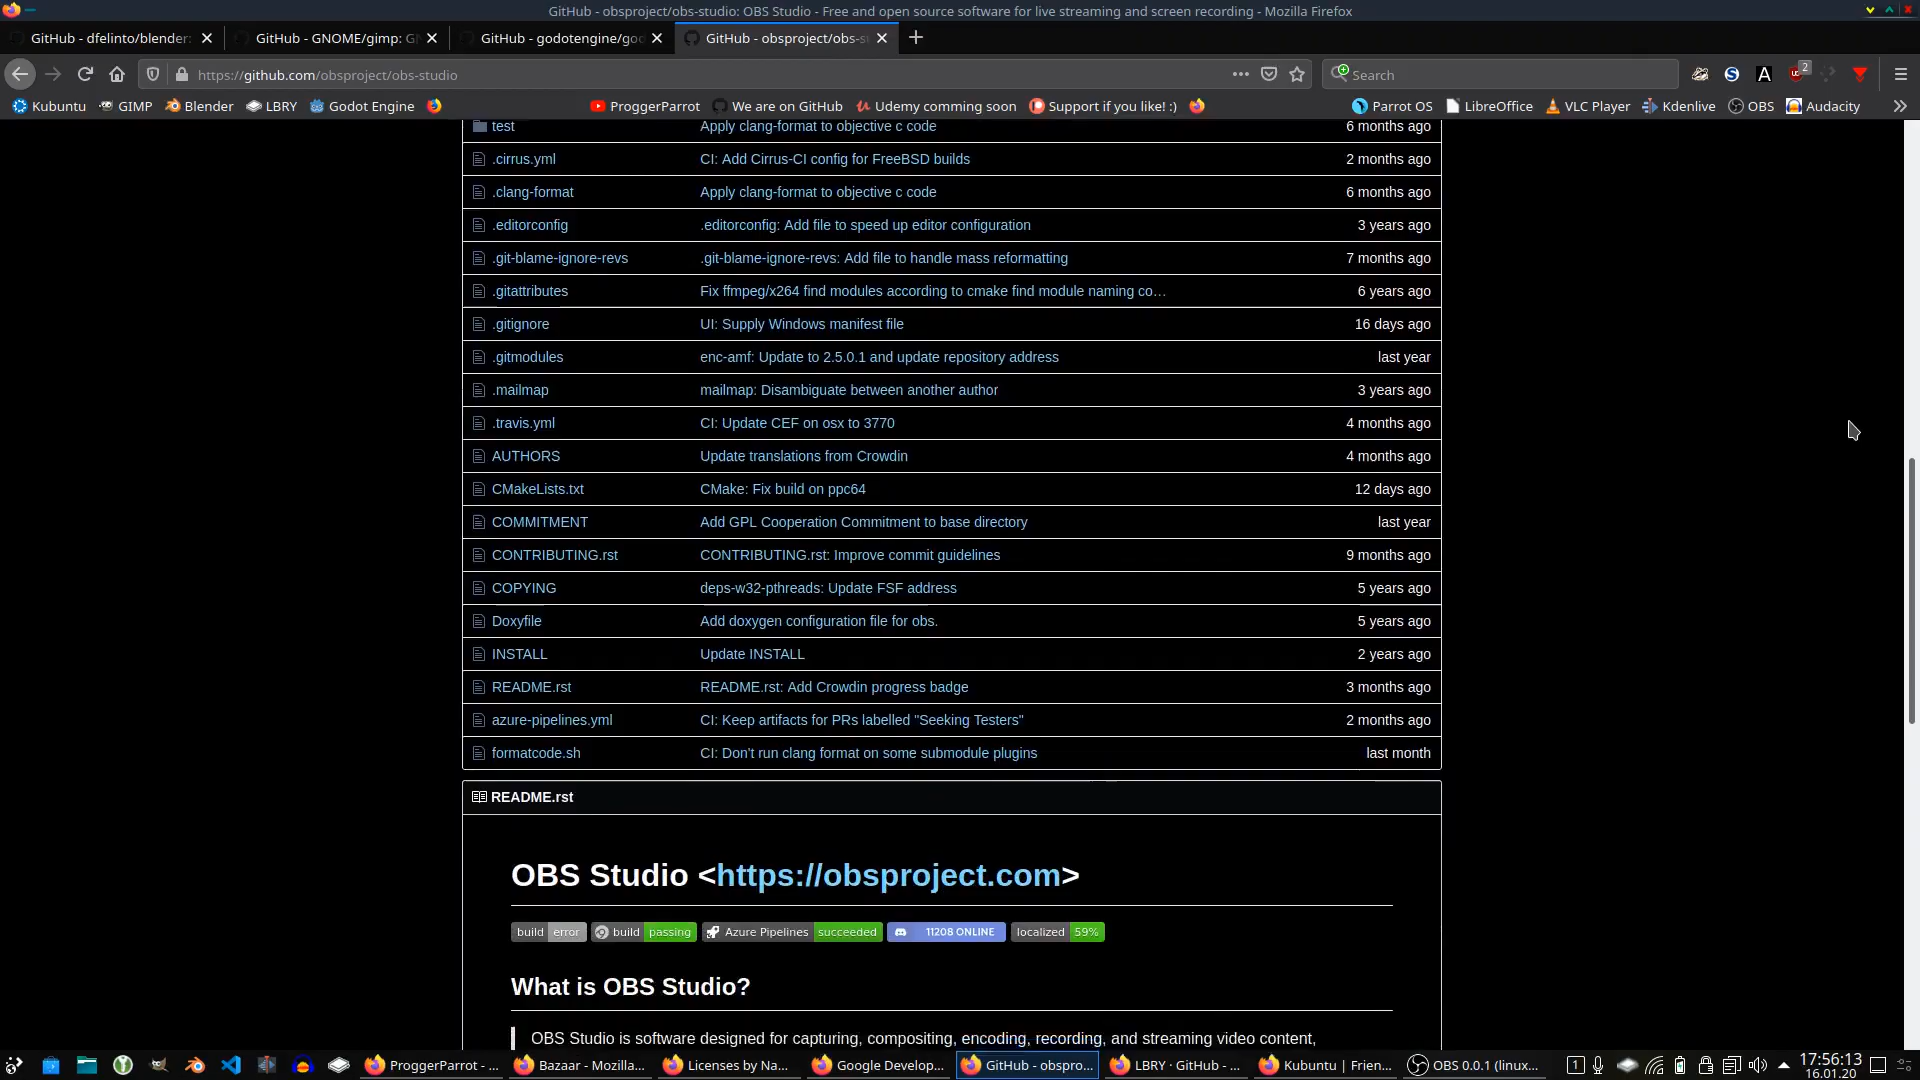 GitHub - obsproject/obs-studio: OBS Studio - Free and open source software for live streaming and screen recording - Mozilla Firefox
GitHub - dfelinto/blender: GitHub - GNOME/gimp: G GitHub - godotengine/go GitHub - obsproject/obs-s
https://github.com/obsproject/obs-studio Search 2
Kubuntu GIMP Blender LBRY Godot Engine ProggerParrot We are on GitHub Udemy comming soon Support if you like! :) Parrot OS LibreOffice VLC Player Kdenlive OBS Audacity
test Apply clang-format to objective c code 6 months ago
.cirrus.yml CI: Add Cirrus-CI config for FreeBSD builds 2 months ago
.clang-format Apply clang-format to objective c code 6 months ago
.editorconfig .editorconfig: Add file to speed up editor configuration 3 years ago
.git-blame-ignore-revs .git-blame-ignore-revs: Add file to handle mass reformatting 7 months ago
.gitattributes Fix ffmpeg/x264 find modules according to cmake find module naming co… 6 years ago
.gitignore UI: Supply Windows manifest file 16 days ago
.gitmodules enc-amf: Update to 2.5.0.1 and update repository address last year
.mailmap mailmap: Disambiguate between another author 3 years ago
.travis.yml CI: Update CEF on osx to 3770 4 months ago
AUTHORS Update translations from Crowdin 4 months ago
CMakeLists.txt CMake: Fix build on ppc64 12 days ago
COMMITMENT Add GPL Cooperation Commitment to base directory last year
CONTRIBUTING.rst CONTRIBUTING.rst: Improve commit guidelines 9 months ago
COPYING deps-w32-pthreads: Update FSF address 5 years ago
Doxyfile Add doxygen configuration file for obs. 5 years ago
INSTALL Update INSTALL 2 years ago
README.rst README.rst: Add Crowdin progress badge 3 months ago
azure-pipelines.yml CI: Keep artifacts for PRs labelled "Seeking Testers" 2 months ago
formatcode.sh CI: Don't run clang format on some submodule plugins last month
README.rst
OBS Studio <https://obsproject.com>
build error build passing Azure Pipelines succeeded 11208 ONLINE localized 59%
What is OBS Studio?
OBS Studio is software designed for capturing, compositing, encoding, recording, and streaming video content,
ProggerParrot - ... Bazaar - Mozilla... Licenses by Na... Google Develop... GitHub - obspro... LBRY · GitHub - ... Kubuntu | Frien... OBS 0.0.1 (linux... 1 17:56:13
16.01.20